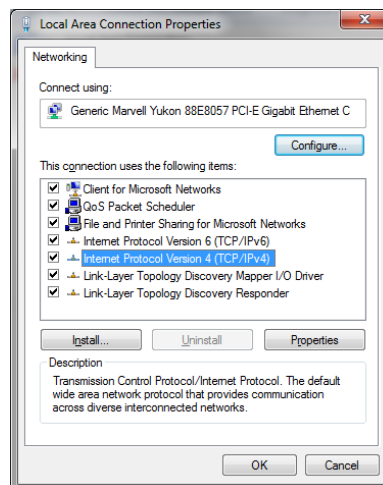 Local Area Connection Properties
Networking
Connect using:
Generic Marvell Yukon 88E8057 PCI-E Gigabit Ethernet C
Configure...
This connection uses the following items:
Client for Microsoft Networks
QoS Packet Scheduler
File and Printer Sharing for Microsoft Networks
Internet Protocol Version 6 (TCP/IPv6)
Internet Protocol Version 4 (TCP/IPv4)
Link-Layer Topology Discovery Mapper I/O Driver
Link-Layer Topology Discovery Responder
Install... Uninstall Properties
Description
Transmission Control Protocol/Internet Protocol. The default
wide area network protocol that provides communication
across diverse interconnected networks.
OK Cancel